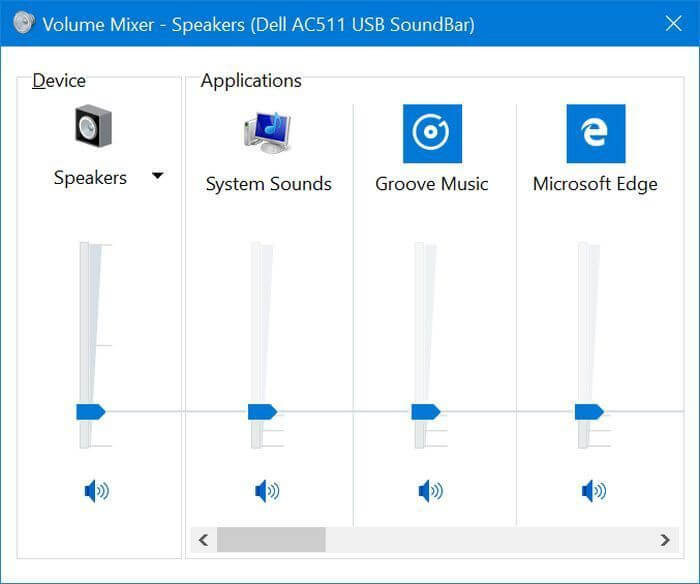 Volume Mixer - Speakers (Dell AC511 USB SoundBar)
Device
Applications
Speakers
System Sounds
Groove Music
Microsoft Edge